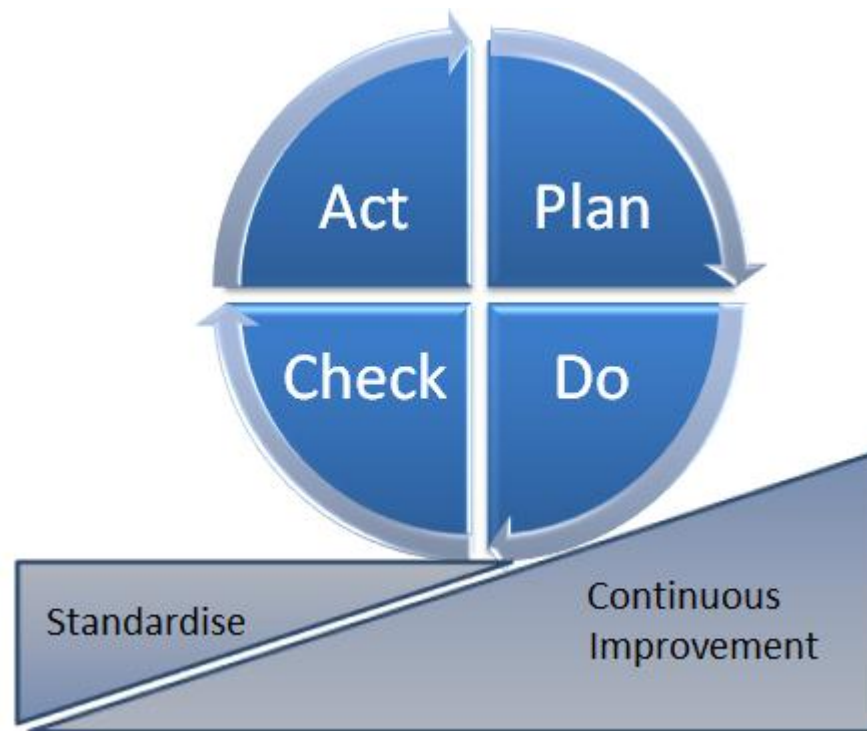 Act
Plan
Check
Do
Standardise
Continuous
Improvement